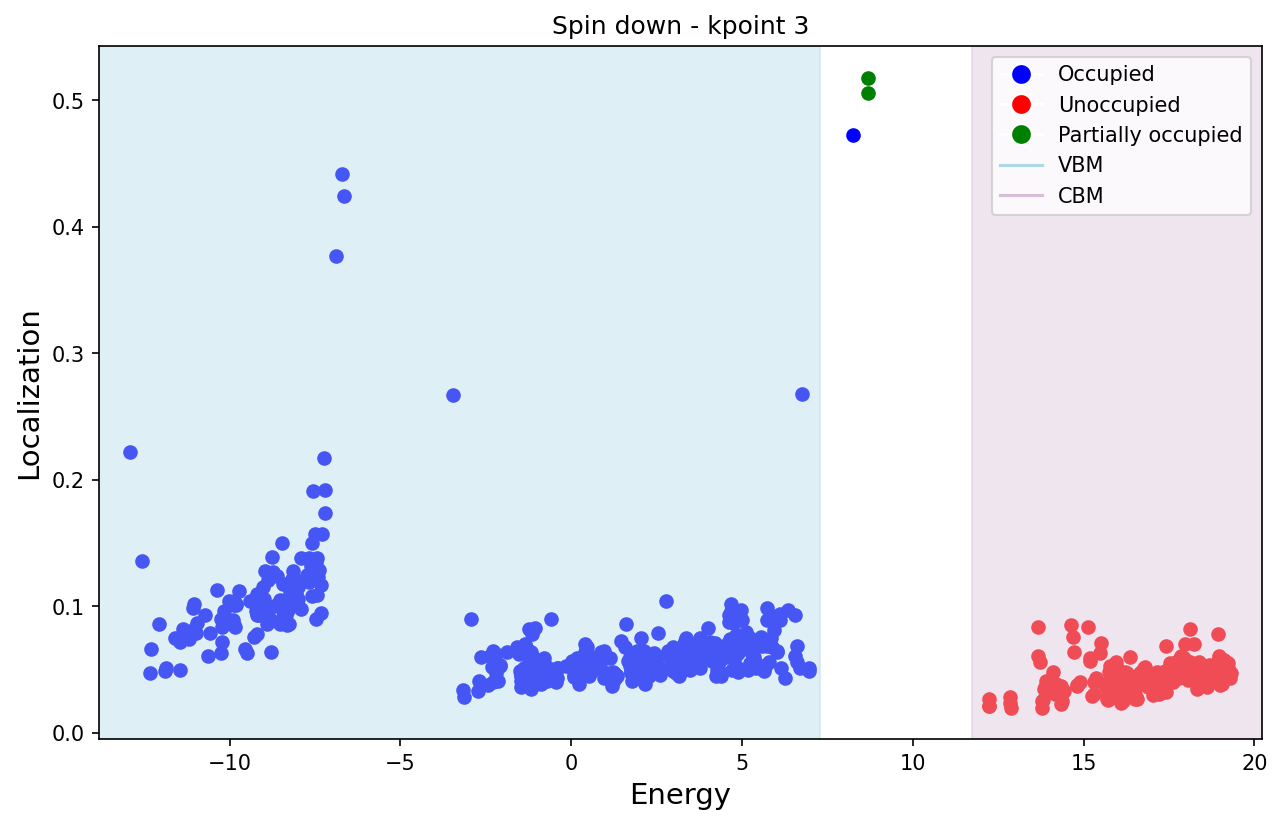 Spin down - kpoint 3
Localization
0.5
0.4
0.3
0.2
0.1
0.0
Occupied
Unoccupied
Partially occupied
VBM
CBM
−10
−5
0
5
10
15
20
Energy